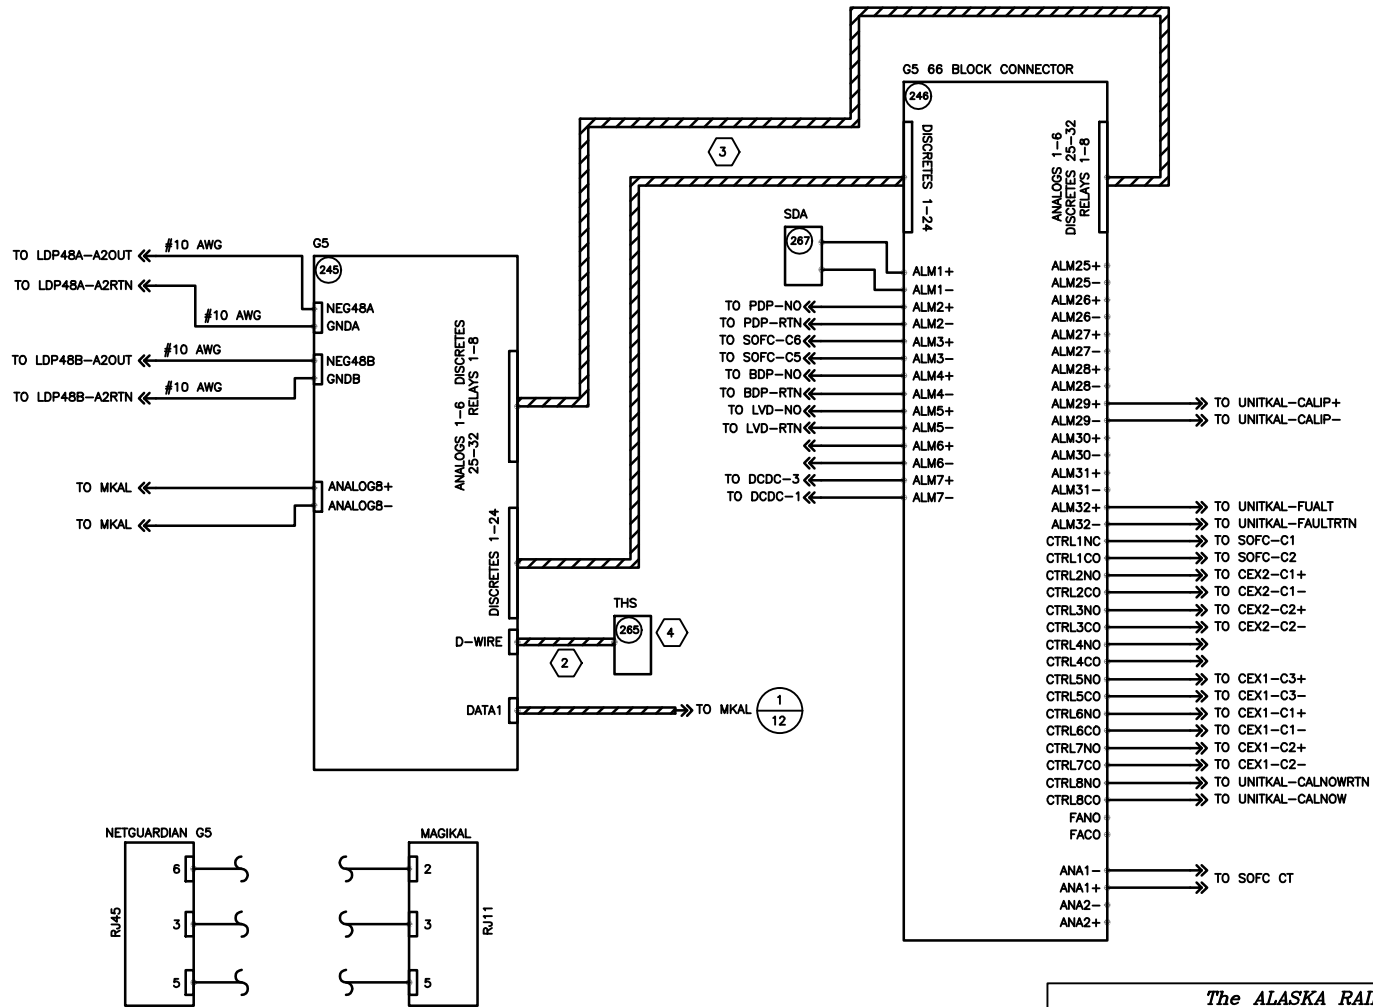 G5 66 BLOCK CONNECTOR
246
DISCRETES 1-24
ANALOGS 1-6
DISCRETES 25-32
RELAYS 1-8
3
SDA
267
G5
245
TO LDP48A-A2OUT
#10 AWG
TO LDP48A-A2RTN
#10 AWG
NEG48A
GNDA
TO LDP48B-A2OUT
#10 AWG
TO LDP48B-A2RTN
#10 AWG
NEG48B
GNDB
ANALOGS 1-6 DISCRETES
25-32 RELAYS 1-8
TO MKAL
ANALOG8+
TO MKAL
ANALOG8-
DISCRETES 1-24
D-WIRE
2
THS
265
4
DATA1
TO MKAL
1
12
ALM1+
ALM1-
TO PDP-NO ALM2+
TO PDP-RTN ALM2-
TO SOFC-C6 ALM3+
TO SOFC-C5 ALM3-
TO BDP-NO ALM4+
TO BDP-RTN ALM4-
TO LVD-NO ALM5+
TO LVD-RTN ALM5-
ALM6+
ALM6-
TO DCDC-3 ALM7+
TO DCDC-1 ALM7-
ALM25+
ALM25-
ALM26+
ALM26-
ALM27+
ALM27-
ALM28+
ALM28-
ALM29+ TO UNITKAL-CALIP+
ALM29- TO UNITKAL-CALIP-
ALM30+
ALM30-
ALM31+
ALM31-
ALM32+ TO UNITKAL-FUALT
ALM32- TO UNITKAL-FAULTRTN
CTRL1NC TO SOFC-C1
CTRL1CO TO SOFC-C2
CTRL2NO TO CEX2-C1+
CTRL2CO TO CEX2-C1-
CTRL3NO TO CEX2-C2+
CTRL3CO TO CEX2-C2-
CTRL4NO
CTRL4CO
CTRL5NO TO CEX1-C3+
CTRL5CO TO CEX1-C3-
CTRL6NO TO CEX1-C1+
CTRL6CO TO CEX1-C1-
CTRL7NO TO CEX1-C2+
CTRL7CO TO CEX1-C2-
CTRL8NO TO UNITKAL-CALNOWRTN
CTRL8CO TO UNITKAL-CALNOW
FANO
FACO
ANA1-
ANA1+
TO SOFC CT
ANA2-
ANA2+
NETGUARDIAN G5
RJ45
6
3
5
MAGIKAL
2
3
5
RJ11
The ALASKA RAI